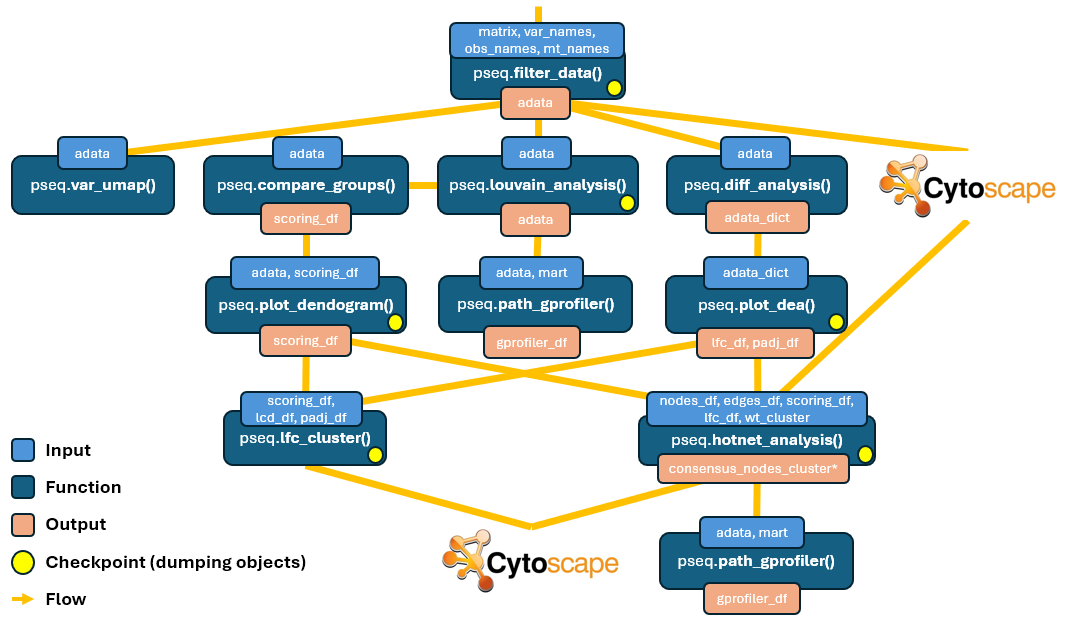 matrix, var_names,
obs_names, mt_names
pseq.filter_data()
adata
adata
adata
adata
adata
pseq.var_umap()
pseq.compare_groups()
pseq.louvain_analysis()
pseq.diff_analysis()
Cytoscape
scoring_df
adata
adata_dict
adata, scoring_df
adata, mart
adata_dict
pseq.plot_dendogram()
pseq.path_gprofiler()
pseq.plot_dea()
scoring_df
gprofiler_df
lfc_df, padj_df
scoring_df,
lcd_df, padj_df
pseq.lfc_cluster()
nodes_df, edges_df, scoring_df,
lfc_df, wt_cluster
pseq.hotnet_analysis()
consensus_nodes_cluster*
Input
Function
Output
Checkpoint (dumping objects)
Flow
Cytoscape
adata, mart
pseq.path_gprofiler()
gprofiler_df